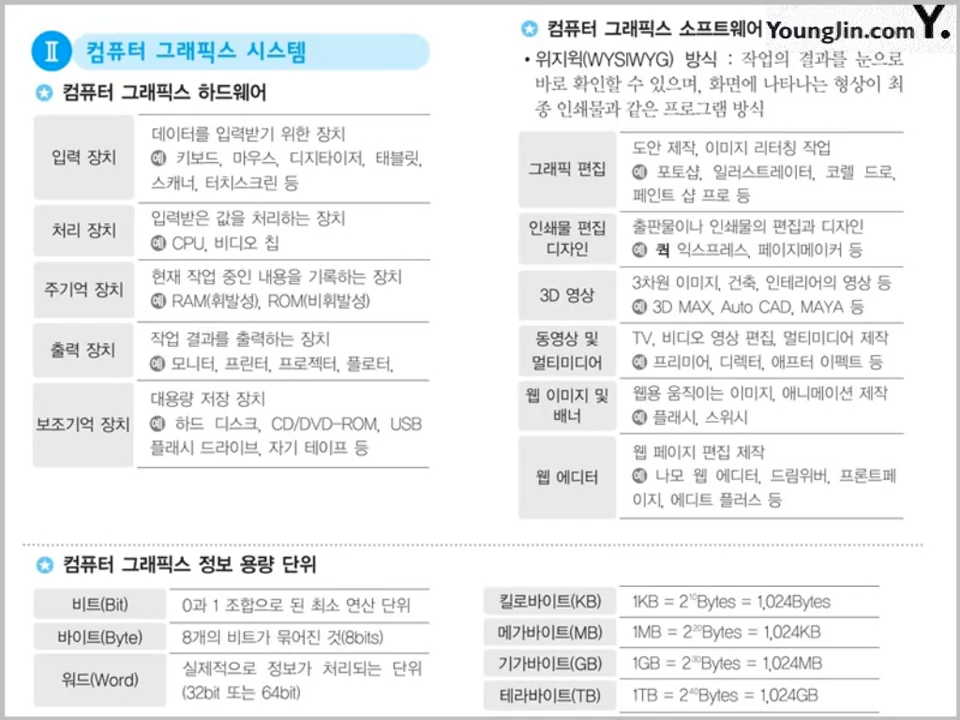 Ⅱ 컴퓨터 그래픽스 시스템
컴퓨터 그래픽스 하드웨어
입력 장치
데이터를 입력받기 위한 장치
예 키보드, 마우스, 디지타이저, 태블릿,
스캐너, 터치스크린 등
처리 장치
입력받은 값을 처리하는 장치
예 CPU, 비디오 칩
주기억 장치
현재 작업 중인 내용을 기록하는 장치
예 RAM(휘발성), ROM(비휘발성)
출력 장치
작업 결과를 출력하는 장치
예 모니터, 프린터, 프로젝터, 플로터,
보조기억 장치
대용량 저장 장치
예 하드 디스크, CD/DVD-ROM, USB
플래시 드라이브, 자기 테이프 등
컴퓨터 그래픽스 소프트웨어
YoungJin.com Y.
• 위지윅(WYSIWYG) 방식 : 작업의 결과를 눈으로
바로 확인할 수 있으며, 화면에 나타나는 형상이 최
종 인쇄물과 같은 프로그램 방식
그래픽 편집
도안 제작, 이미지 리터칭 작업
예 포토샵, 일러스트레이터, 코렐 드로,
페인트 샵 프로 등
인쇄물 편집
디자인
출판물이나 인쇄물의 편집과 디자인
예 쿽 익스프레스, 페이지메이커 등
3D 영상
3차원 이미지, 건축, 인테리어의 영상 등
예 3D MAX, Auto CAD, MAYA 등
동영상 및
멀티미디어
TV, 비디오 영상 편집, 멀티미디어 제작
예 프리미어, 디렉터, 애프터 이펙트 등
웹 이미지 및
배너
웹용 움직이는 이미지, 애니메이션 제작
예 플래시, 스위시
웹 에디터
웹 페이지 편집 제작
예 나모 웹 에디터, 드림위버, 프론트페
이지, 에디트 플러스 등
컴퓨터 그래픽스 정보 용량 단위
비트(Bit)
0과 1 조합으로 된 최소 연산 단위
바이트(Byte)
8개의 비트가 묶어진 것(8bits)
워드(Word)
실제적으로 정보가 처리되는 단위
(32bit 또는 64bit)
킬로바이트(KB)
1KB = 2¹⁰Bytes = 1,024Bytes
메가바이트(MB)
1MB = 2²⁰Bytes = 1,024KB
기가바이트(GB)
1GB = 2³⁰Bytes = 1,024MB
테라바이트(TB)
1TB = 2⁴⁰Bytes = 1,024GB